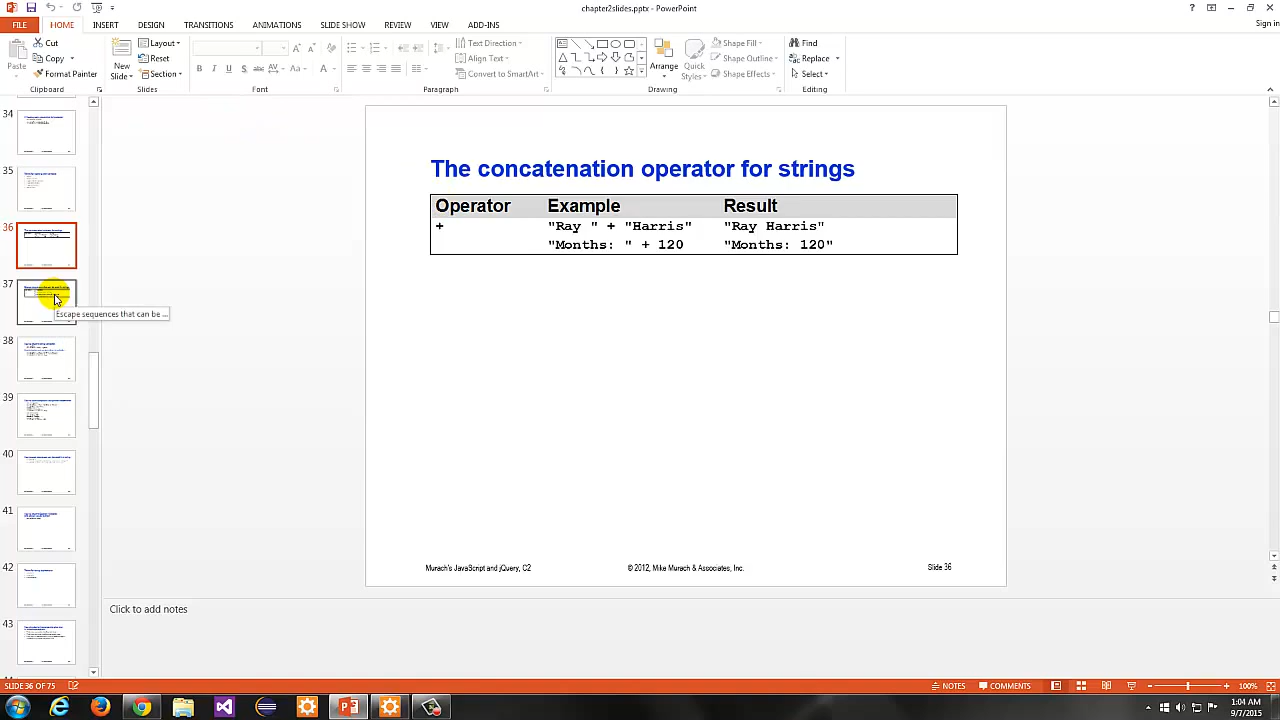 chapter2slides.pptx - PowerPoint
FILE HOME INSERT DESIGN TRANSITIONS ANIMATIONS SLIDE SHOW REVIEW VIEW ADD-INS Sign in
Paste Cut Copy Format Painter
New Slide Layout Reset Section
Text Direction Align Text Convert to SmartArt
Arrange Quick Styles Shape Fill Shape Outline Shape Effects
Find Replace Select
Clipboard Slides Font Paragraph Drawing Editing
34
35
36
37
Escape sequences that can be ...
38
39
40
41
42
43
The concatenation operator for strings
Operator Example Result
+ "Ray " + "Harris" "Ray Harris"
"Months: " + 120 "Months: 120"
Murach's JavaScript and jQuery, C2 © 2012, Mike Murach & Associates, Inc. Slide 36
Click to add notes
SLIDE 36 OF 75 NOTES COMMENTS 100%
1:04 AM
9/7/2015